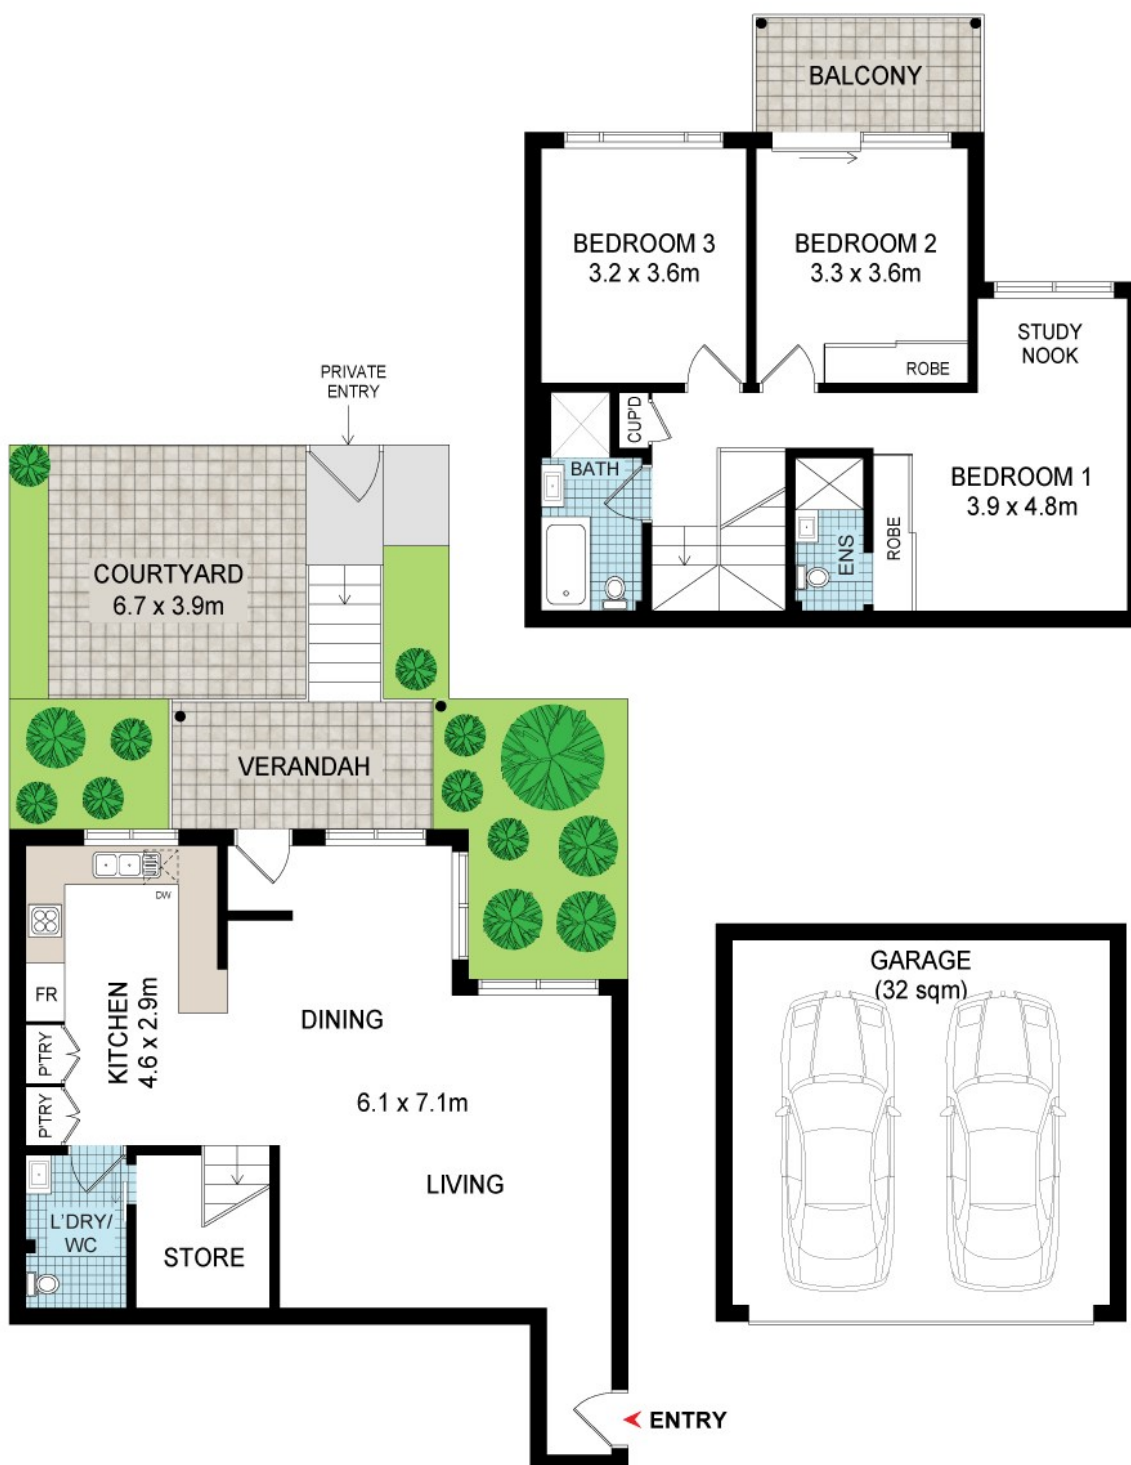 BALCONY
BEDROOM 3
3.2 x 3.6m
BEDROOM 2
3.3 x 3.6m
STUDY
NOOK
ROBE
CUP'D
BATH
BEDROOM 1
3.9 x 4.8m
ROBE
ENS
PRIVATE
ENTRY
COURTYARD
6.7 x 3.9m
VERANDAH
DW
FR
P'TRY
P'TRY
KITCHEN
4.6 x 2.9m
DINING
6.1 x 7.1m
LIVING
L'DRY/
WC
STORE
GARAGE
(32 sqm)
ENTRY